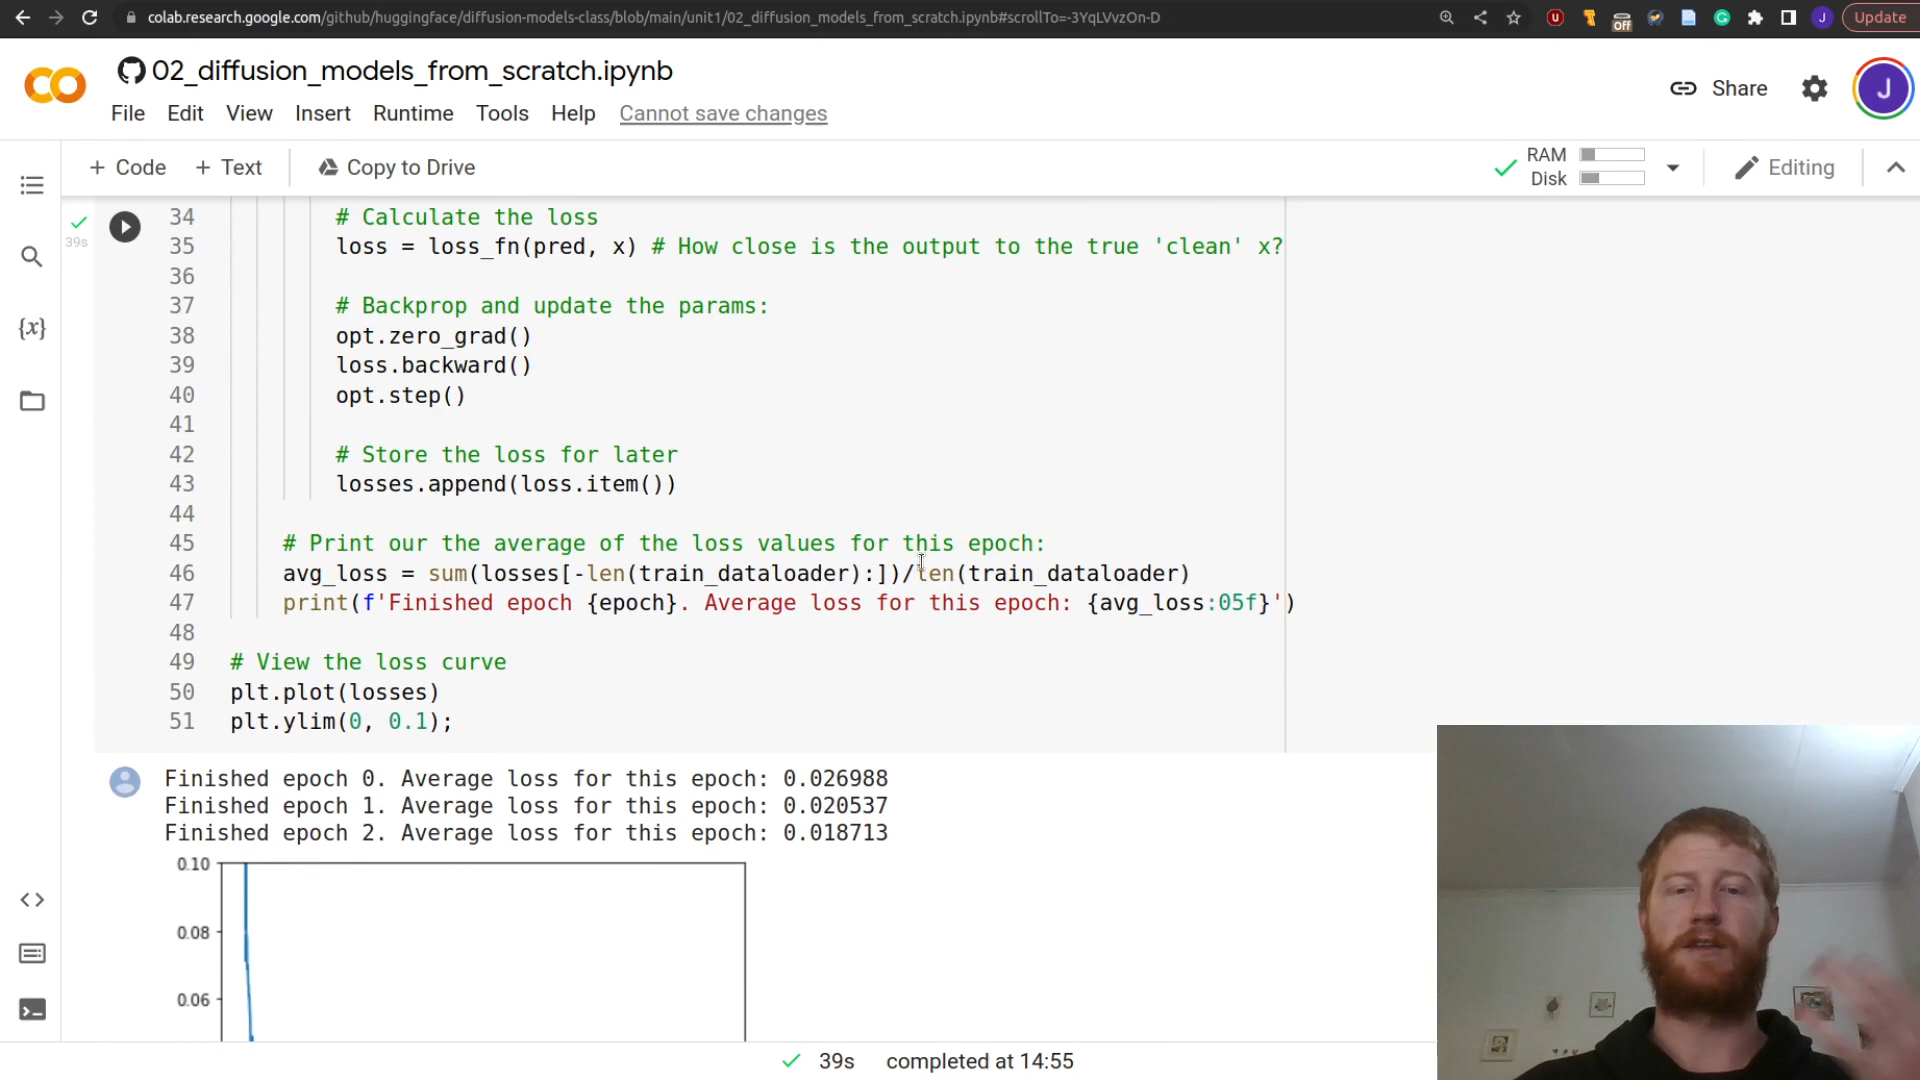 colab.research.google.com/github/huggingface/diffusion-models-class/blob/main/unit1/02_diffusion_models_from_scratch.ipynb#scrollTo=-3YqLVvzOn-D
Off
J
Update
02_diffusion_models_from_scratch.ipynb
Share
J
File Edit View Insert Runtime Tools Help Cannot save changes
+ Code + Text Copy to Drive
RAM
Disk
Editing
39s
34 # Calculate the loss
35 loss = loss_fn(pred, x) # How close is the output to the true 'clean' x?
36
37 # Backprop and update the params:
38 opt.zero_grad()
39 loss.backward()
40 opt.step()
41
42 # Store the loss for later
43 losses.append(loss.item())
44
45 # Print our the average of the loss values for this epoch:
46 avg_loss = sum(losses[-len(train_dataloader):])/len(train_dataloader)
47 print(f'Finished epoch {epoch}. Average loss for this epoch: {avg_loss:05f}')
48
49 # View the loss curve
50 plt.plot(losses)
51 plt.ylim(0, 0.1);
Finished epoch 0. Average loss for this epoch: 0.026988
Finished epoch 1. Average loss for this epoch: 0.020537
Finished epoch 2. Average loss for this epoch: 0.018713
0.10
0.08
0.06
39s completed at 14:55